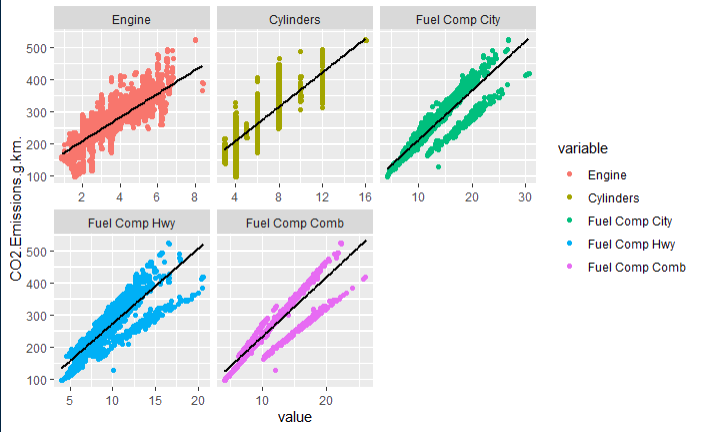 Engine
Cylinders
Fuel Comp City
500
400
300
200
100
2
4
6
8
4
8
12
16
10
20
30
Fuel Comp Hwy
Fuel Comp Comb
500
400
300
200
100
5
10
15
20
10
20
CO2.Emissions.g.km.
value
variable
Engine
Cylinders
Fuel Comp City
Fuel Comp Hwy
Fuel Comp Comb